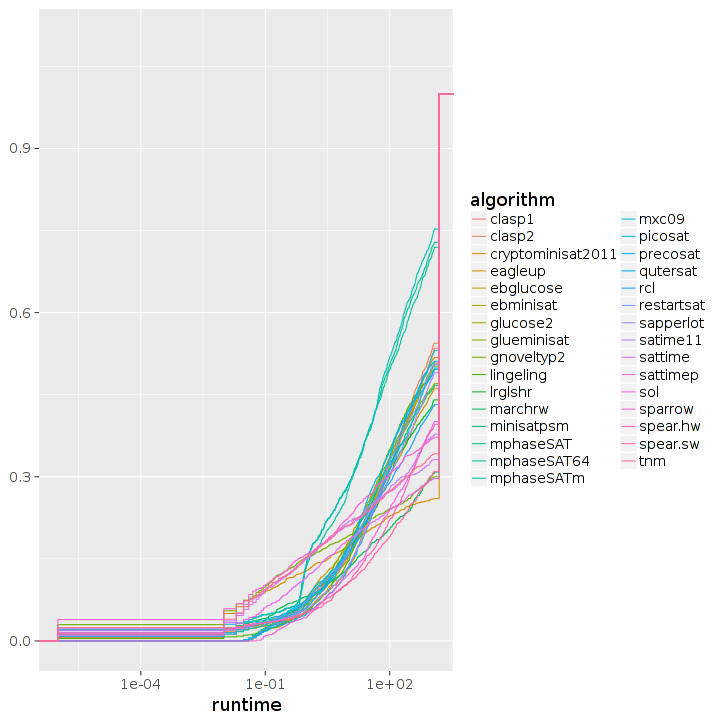 0.9
0.6
0.3
0.0
1e-04
1e-01
1e+02
runtime
algorithm
clasp1
clasp2
cryptominisat2011
eagleup
ebglucose
ebminisat
glucose2
glueminisat
gnoveltyp2
lingeling
lrglshr
marchrw
minisatpsm
mphaseSAT
mphaseSAT64
mphaseSATm
mxc09
picosat
precosat
qutersat
rcl
restartsat
sapperlot
satime11
sattime
sattimep
sol
sparrow
spear.hw
spear.sw
tnm